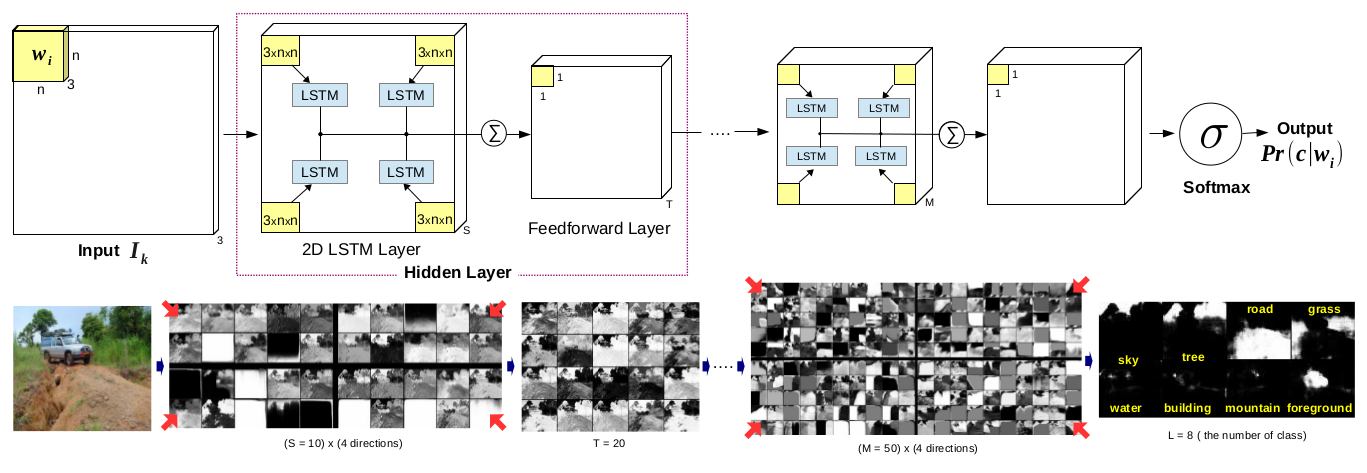 w_i
n
n
3
3
Input I_k
3xnxn
3xnxn
LSTM
LSTM
LSTM
LSTM
3xnxn
3xnxn
S
2D LSTM Layer
Σ
1
1
T
Feedforward Layer
Hidden Layer
....
LSTM
LSTM
LSTM
LSTM
M
Σ
1
1
σ
Softmax
Output
Pr(c|w_i)
(S = 10) x (4 directions)
T = 20
....
(M = 50) x (4 directions)
road
grass
sky
tree
water
building
mountain
foreground
L = 8 ( the number of class)